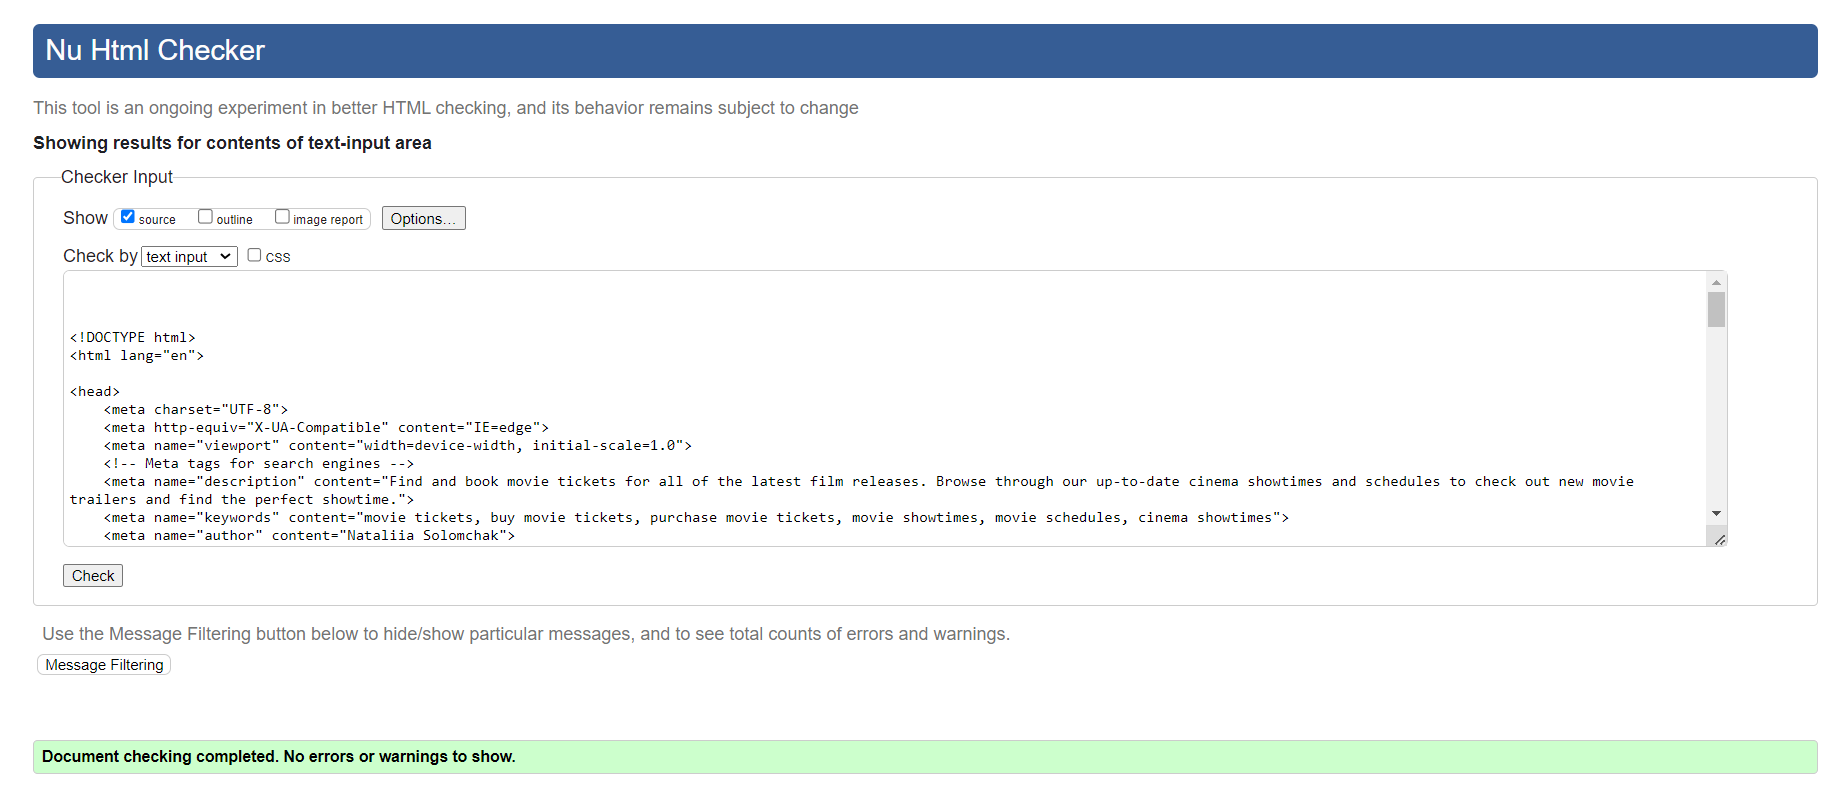 Nu Html Checker
This tool is an ongoing experiment in better HTML checking, and its behavior remains subject to change
Showing results for contents of text-input area
Checker Input
Show source outline image report Options...
Check by text input css
<!DOCTYPE html>
<html lang="en">
<head>
    <meta charset="UTF-8">
    <meta http-equiv="X-UA-Compatible" content="IE=edge">
    <meta name="viewport" content="width=device-width, initial-scale=1.0">
    <!-- Meta tags for search engines -->
    <meta name="description" content="Find and book movie tickets for all of the latest film releases. Browse through our up-to-date cinema showtimes and schedules to check out new movie
trailers and find the perfect showtime.">
    <meta name="keywords" content="movie tickets, buy movie tickets, purchase movie tickets, movie showtimes, movie schedules, cinema showtimes">
    <meta name="author" content="Nataliia Solomchak">
Check
Use the Message Filtering button below to hide/show particular messages, and to see total counts of errors and warnings.
Message Filtering
Document checking completed. No errors or warnings to show.